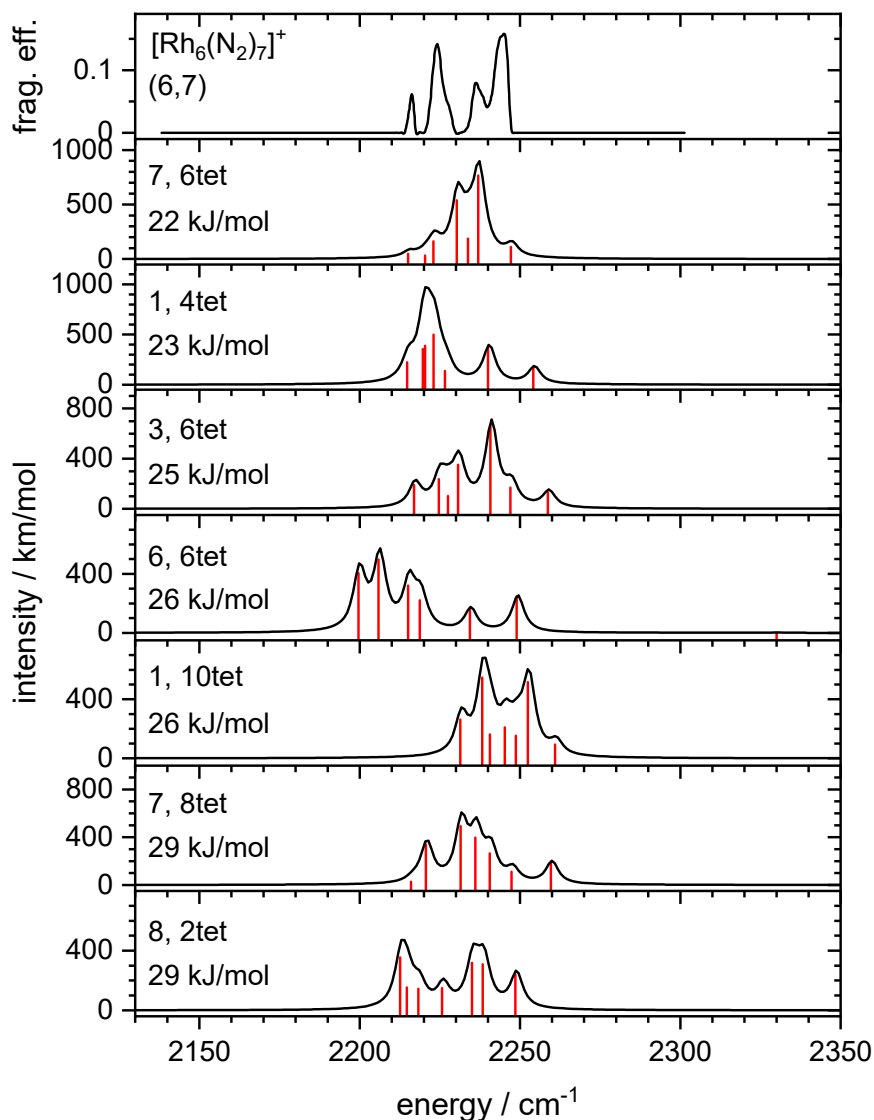 frag. eff.
0.1
0
[Rh₆(N₂)₇]⁺
(6,7)
intensity / km/mol
1000
500
0
7, 6tet
22 kJ/mol
1000
500
0
1, 4tet
23 kJ/mol
800
400
0
3, 6tet
25 kJ/mol
400
0
6, 6tet
26 kJ/mol
400
0
1, 10tet
26 kJ/mol
800
400
0
7, 8tet
29 kJ/mol
400
0
8, 2tet
29 kJ/mol
2150 2200 2250 2300 2350
energy / cm⁻¹